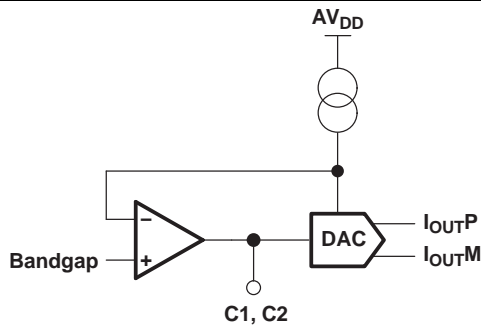 AVDD
−
+
Bandgap
DAC
IOUTP
IOUTM
C1, C2